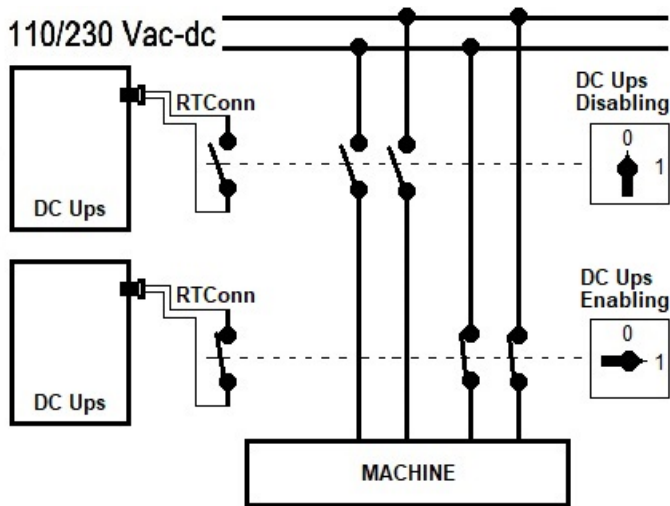 110/230 Vac-dc
DC Ups
Disabling
RTConn
0
1
DC Ups
DC Ups
Enabling
RTConn
0
1
DC Ups
MACHINE